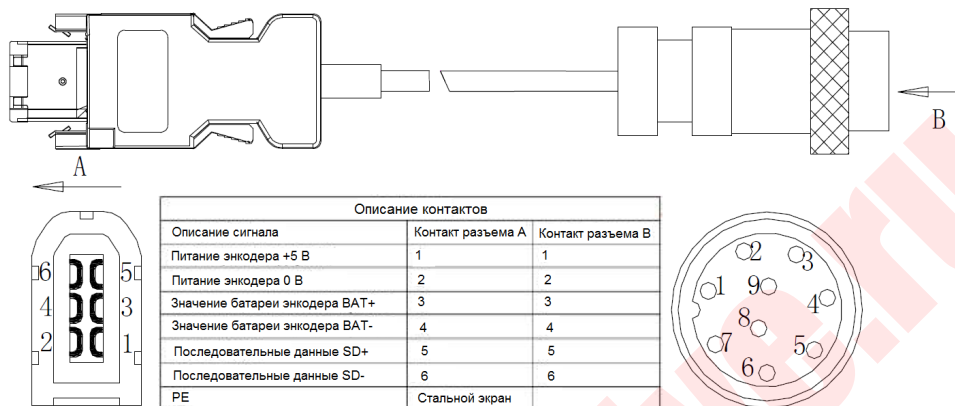 A
B
Описание контактов
Описание сигнала Контакт разъема А Контакт разъема В
Питание энкодера +5 В 1 1
Питание энкодера 0 В 2 2
Значение батареи энкодера BAT+ 3 3
Значение батареи энкодера BAT- 4 4
Последовательные данные SD+ 5 5
Последовательные данные SD- 6 6
PE Стальной экран
6 5
4 3
2 1
2 3
1 9 4
8
7 5
6